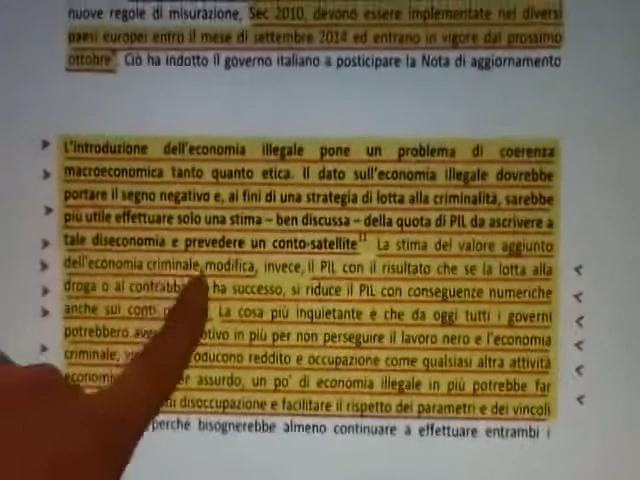 nuove regole di misurazione, Sec 2010, devono essere implementate nei diversi
paesi europei entro il mese di settembre 2014 ed entrano in vigore dal prossimo
ottobre. Ciò ha indotto il governo italiano a posticipare la Nota di aggiornamento
L'introduzione dell'economia illegale pone un problema di coerenza
macroeconomica tanto quanto etica. Il dato sull'economia illegale dovrebbe
portare il segno negativo e, ai fini di una strategia di lotta alla criminalità, sarebbe
più utile effettuare solo una stima – ben discussa – della quota di PIL da ascrivere a
tale diseconomia e prevedere un conto-satellite La stima del valore aggiunto
dell'economia criminale, modifica, invece, il PIL con il risultato che se la lotta alla
droga o al contrabb ha successo, si riduce il PIL con conseguenze numeriche
anche sui conti La cosa più inquietante è che da oggi tutti i governi
potrebbero ave otivo in più per non perseguire il lavoro nero e l'economia
criminale, oducono reddito e occupazione come qualsiasi altra attività
economi er assurdo, un po' di economia illegale in più potrebbe far
disoccupazione e facilitare il rispetto dei parametri e dei vincoli
perché bisognerebbe almeno continuare a effettuare entrambi i